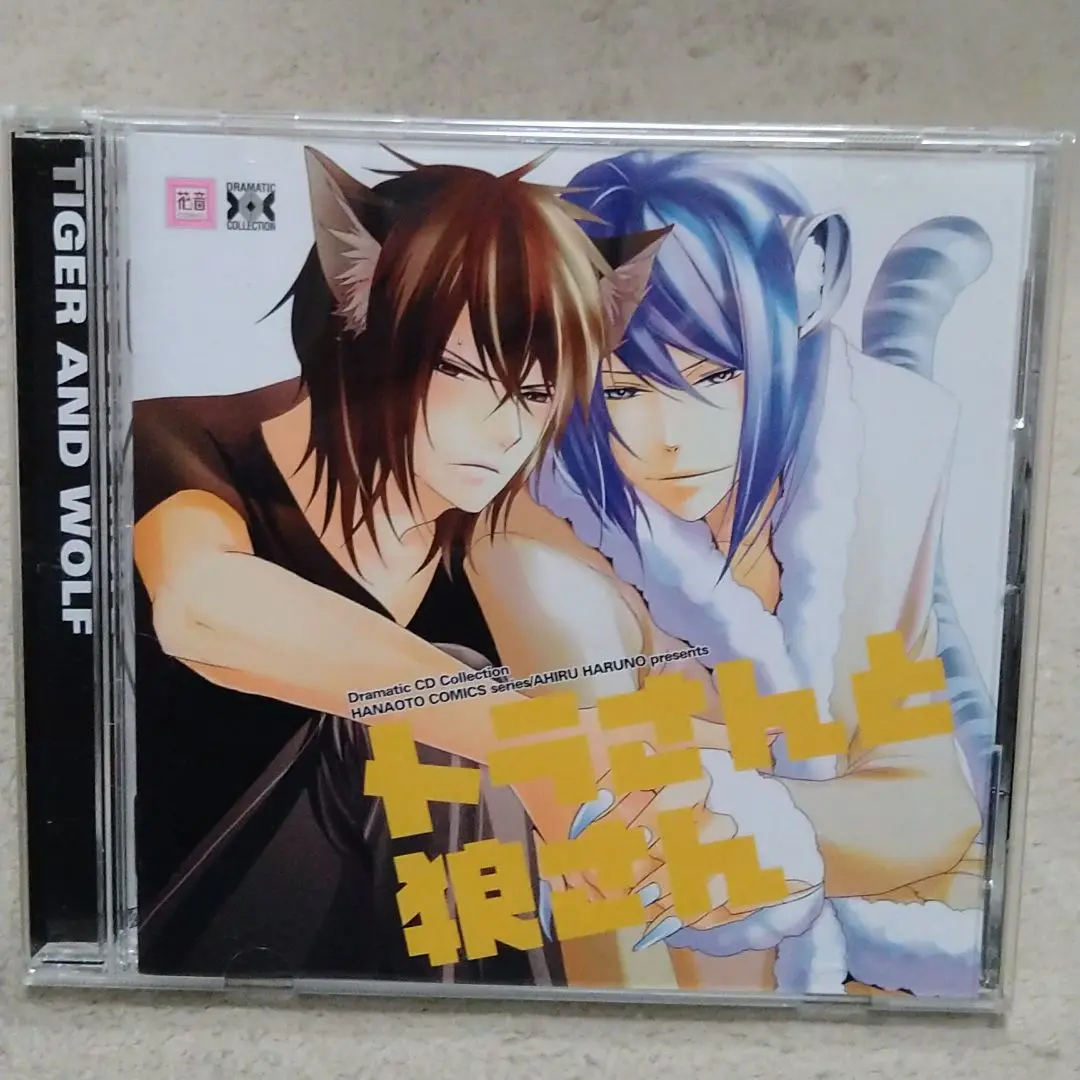 TIGER AND WOLF
花音
DRAMATIC
COLLECTION
Dramatic CD Collection
HANAOTO COMICS series/AHIRU HARUNO presents
トラさんと
狼さん